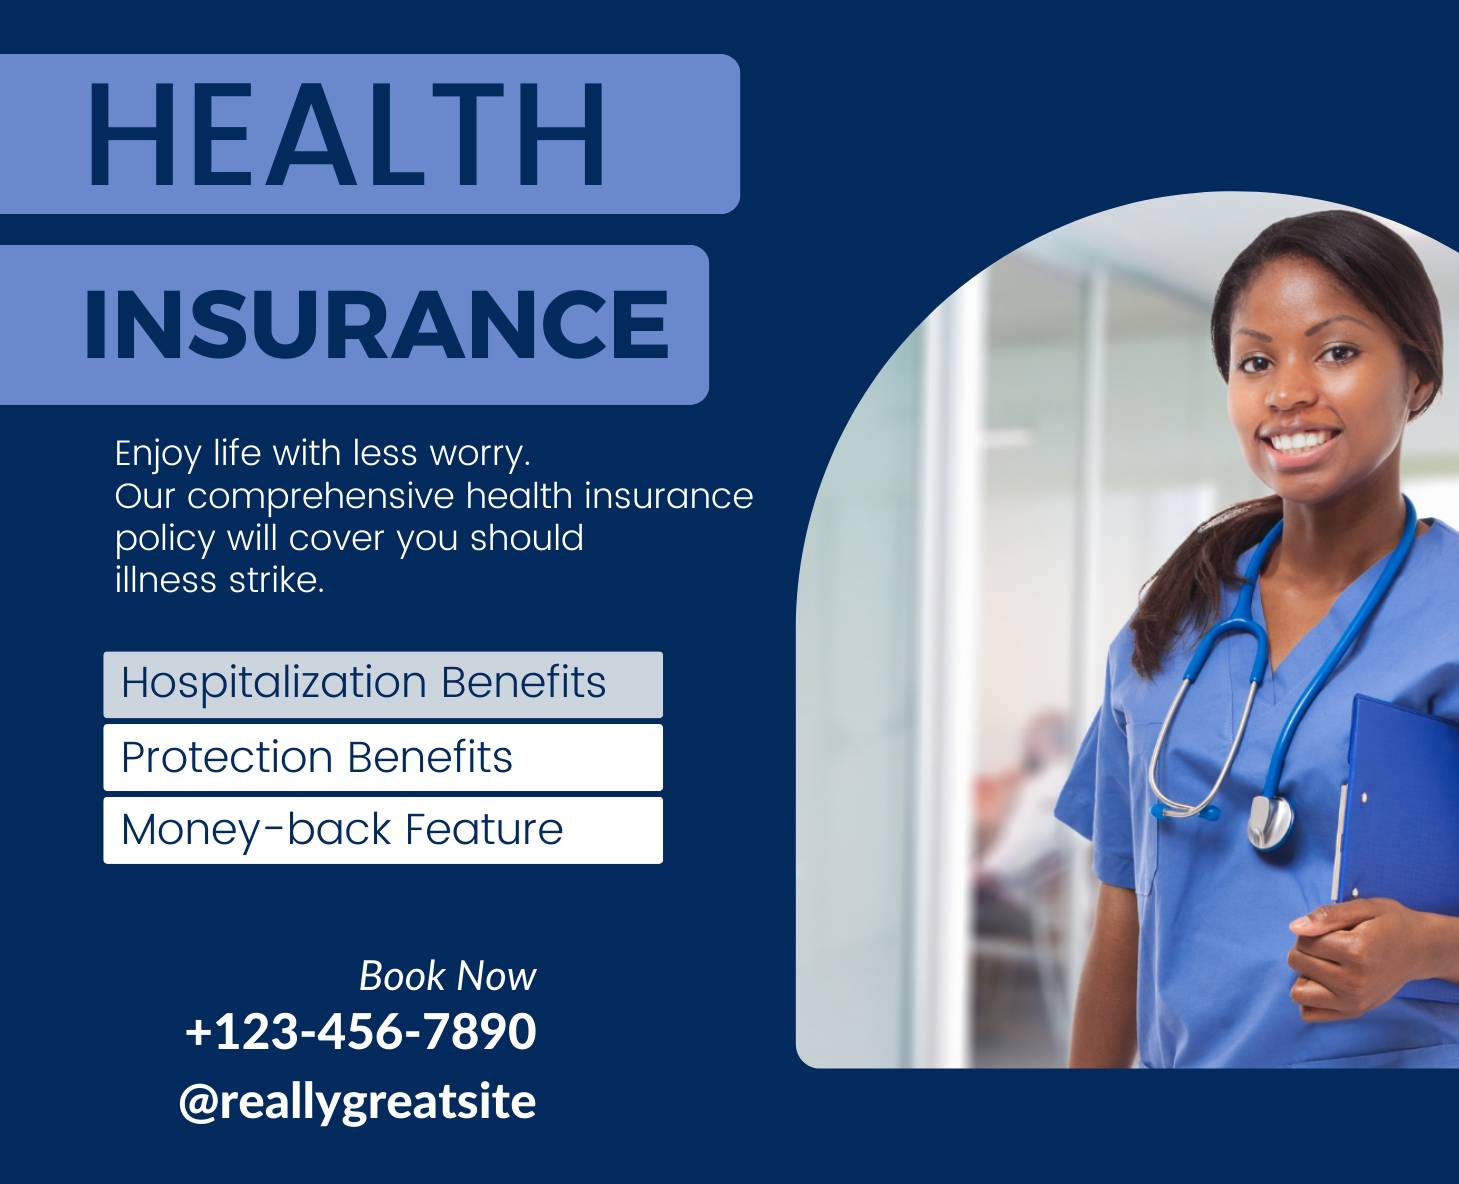 HEALTH
INSURANCE
Enjoy life with less worry.
Our comprehensive health insurance
policy will cover you should
illness strike.
Hospitalization Benefits
Protection Benefits
Money-back Feature
Book Now
+123-456-7890
@reallygreatsite